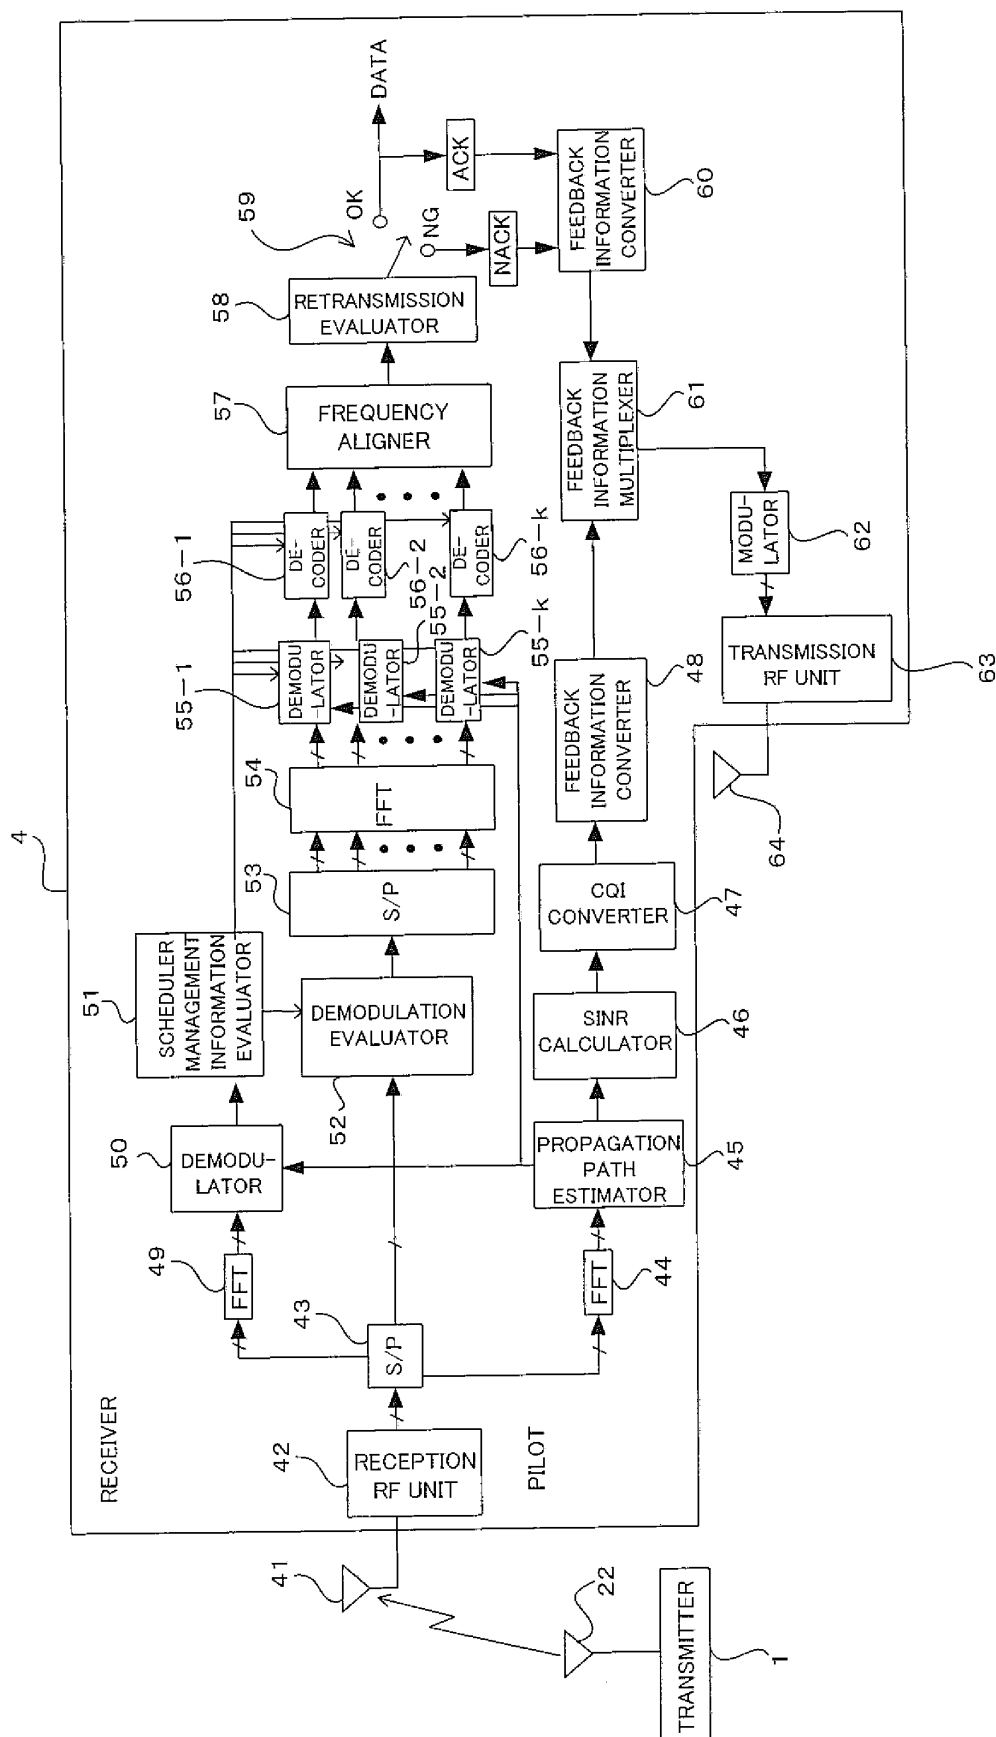 4
RECEIVER
PILOT
TRANSMITTER
1
22
41
RECEPTION
RF UNIT
42
S/P
43
FFT
44
PROPAGATION
PATH
ESTIMATOR
45
SINR
CALCULATOR
46
CQI
CONVERTER
47
FEEDBACK
INFORMATION
CONVERTER
48
FFT
49
DEMODU-
LATOR
50
SCHEDULER
MANAGEMENT
INFORMATION
EVALUATOR
51
DEMODULATION
EVALUATOR
52
S/P
53
FFT
54
DEMODU
-LATOR
55-1
DEMODU
-LATOR
55-2
DEMODU
-LATOR
55-k
DE-
CODER
56-1
DE-
CODER
56-2
DE-
CODER
56-k
FREQUENCY
ALIGNER
57
RETRANSMISSION
EVALUATOR
58
59
OK
NG
DATA
ACK
NACK
FEEDBACK
INFORMATION
CONVERTER
60
FEEDBACK
INFORMATION
MULTIPLEXER
61
MODU-
LATOR
62
TRANSMISSION
RF UNIT
63
64